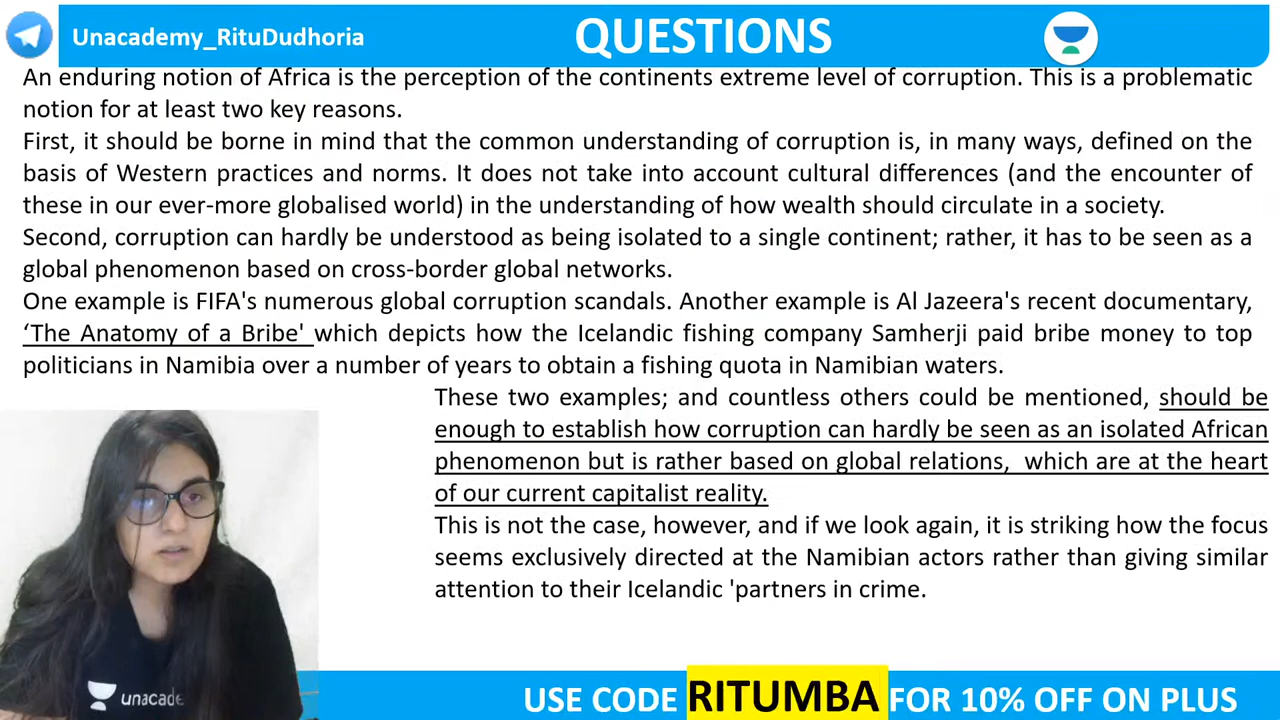 Unacademy_RituDudhoria
QUESTIONS
An enduring notion of Africa is the perception of the continents extreme level of corruption. This is a problematic
notion for at least two key reasons.
First, it should be borne in mind that the common understanding of corruption is, in many ways, defined on the
basis of Western practices and norms. It does not take into account cultural differences (and the encounter of
these in our ever-more globalised world) in the understanding of how wealth should circulate in a society.
Second, corruption can hardly be understood as being isolated to a single continent; rather, it has to be seen as a
global phenomenon based on cross-border global networks.
One example is FIFA's numerous global corruption scandals. Another example is Al Jazeera's recent documentary,
‘The Anatomy of a Bribe' which depicts how the Icelandic fishing company Samherji paid bribe money to top
politicians in Namibia over a number of years to obtain a fishing quota in Namibian waters.
These two examples; and countless others could be mentioned, should be
enough to establish how corruption can hardly be seen as an isolated African
phenomenon but is rather based on global relations, which are at the heart
of our current capitalist reality.
This is not the case, however, and if we look again, it is striking how the focus
seems exclusively directed at the Namibian actors rather than giving similar
attention to their Icelandic 'partners in crime.
unacade
USE CODE RITUMBA FOR 10% OFF ON PLUS